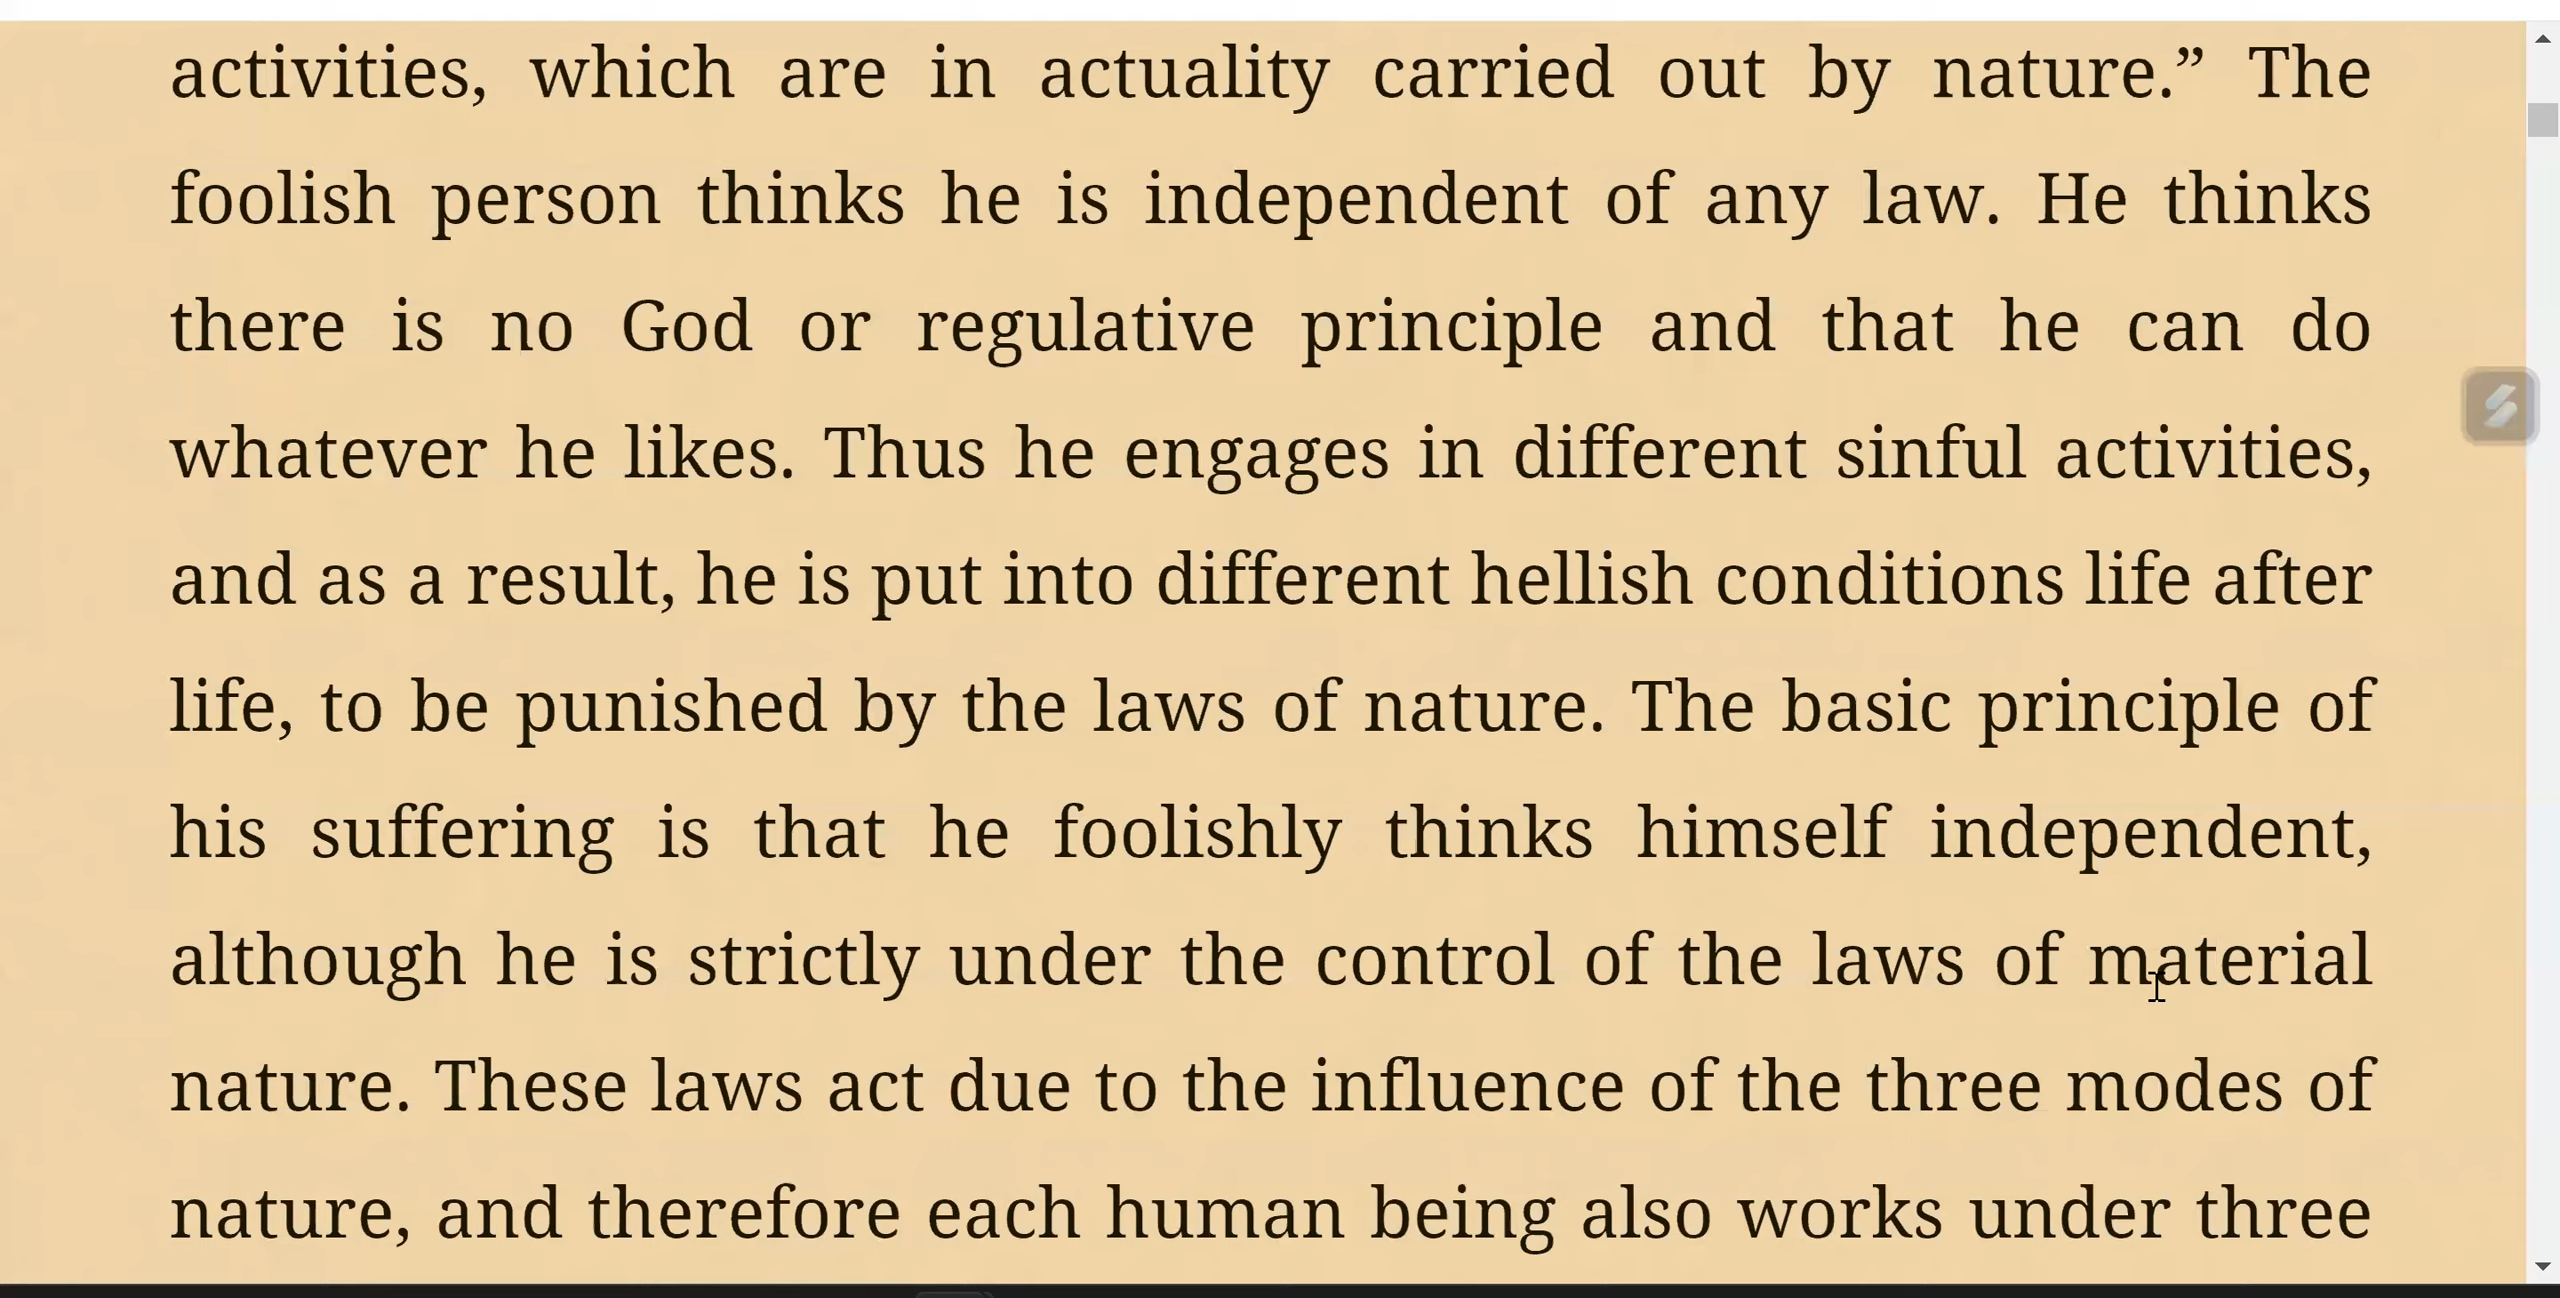 activities, which are in actuality carried out by nature.” The
foolish person thinks he is independent of any law. He thinks
there is no God or regulative principle and that he can do
whatever he likes. Thus he engages in different sinful activities,
and as a result, he is put into different hellish conditions life after
life, to be punished by the laws of nature. The basic principle of
his suffering is that he foolishly thinks himself independent,
although he is strictly under the control of the laws of material
nature. These laws act due to the influence of the three modes of
nature, and therefore each human being also works under three